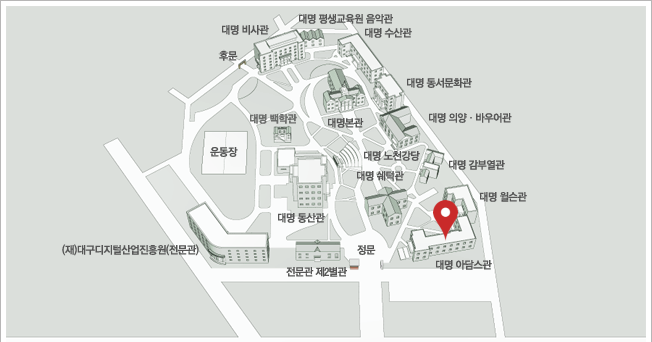 대명 평생교육원 음악관
대명 비사관
대명 수산관
후문
대명 동서문화관
대명 백학관
대명본관
대명 의양 · 바우어관
운동장
대명 노천강당
대명 감부열관
대명 쉐턱관
대명 월슨관
대명 동산관
(재)대구디지털산업진흥원(전문관)
정문
전문관 제2별관
대명 아담스관